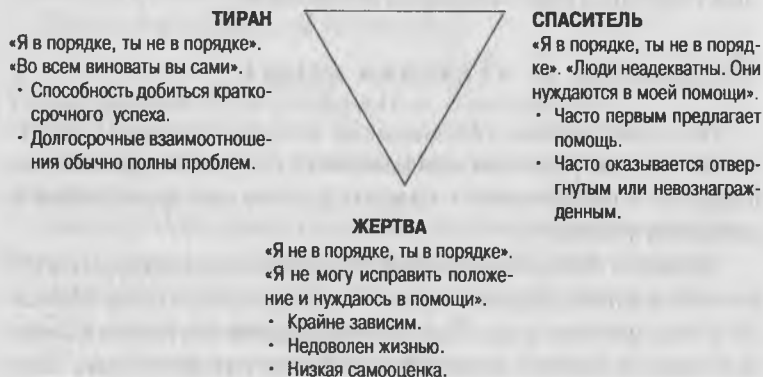 ТИРАН
«Я в порядке, ты не в порядке».
«Во всем виноваты вы сами».
· Способность добиться кратко-
срочного успеха.
· Долгосрочные взаимоотноше-
ния обычно полны проблем.
СПАСИТЕЛЬ
«Я в порядке, ты не в поряд-
ке». «Люди неадекватны. Они
нуждаются в моей помощи».
· Часто первым предлагает
помощь.
· Часто оказывается отвер-
гнутым или невознаграж-
денным.
ЖЕРТВА
«Я не в порядке, ты в порядке».
«Я не могу исправить положе-
ние и нуждаюсь в помощи».
· Крайне зависим.
· Недоволен жизнью.
· Низкая самооценка.